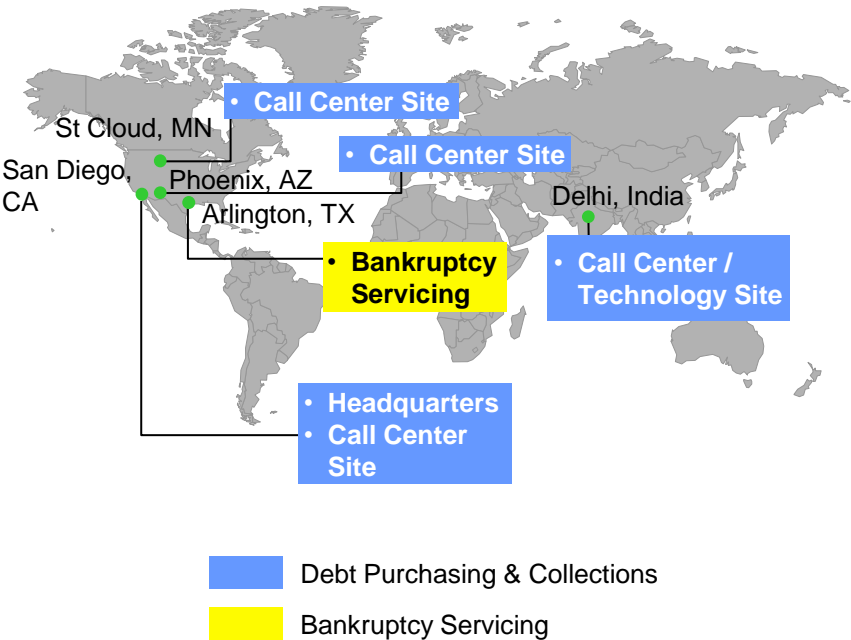 • Call Center Site
St Cloud, MN
• Call Center Site
San Diego,
CA
Phoenix, AZ
Arlington, TX
Delhi, India
• Bankruptcy
Servicing
• Call Center /
Technology Site
• Headquarters
• Call Center
Site
Debt Purchasing & Collections
Bankruptcy Servicing